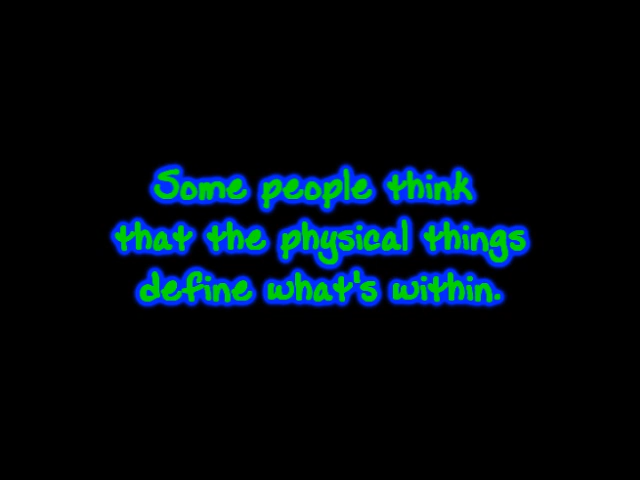 Some people think
that the physical things
define what's within.